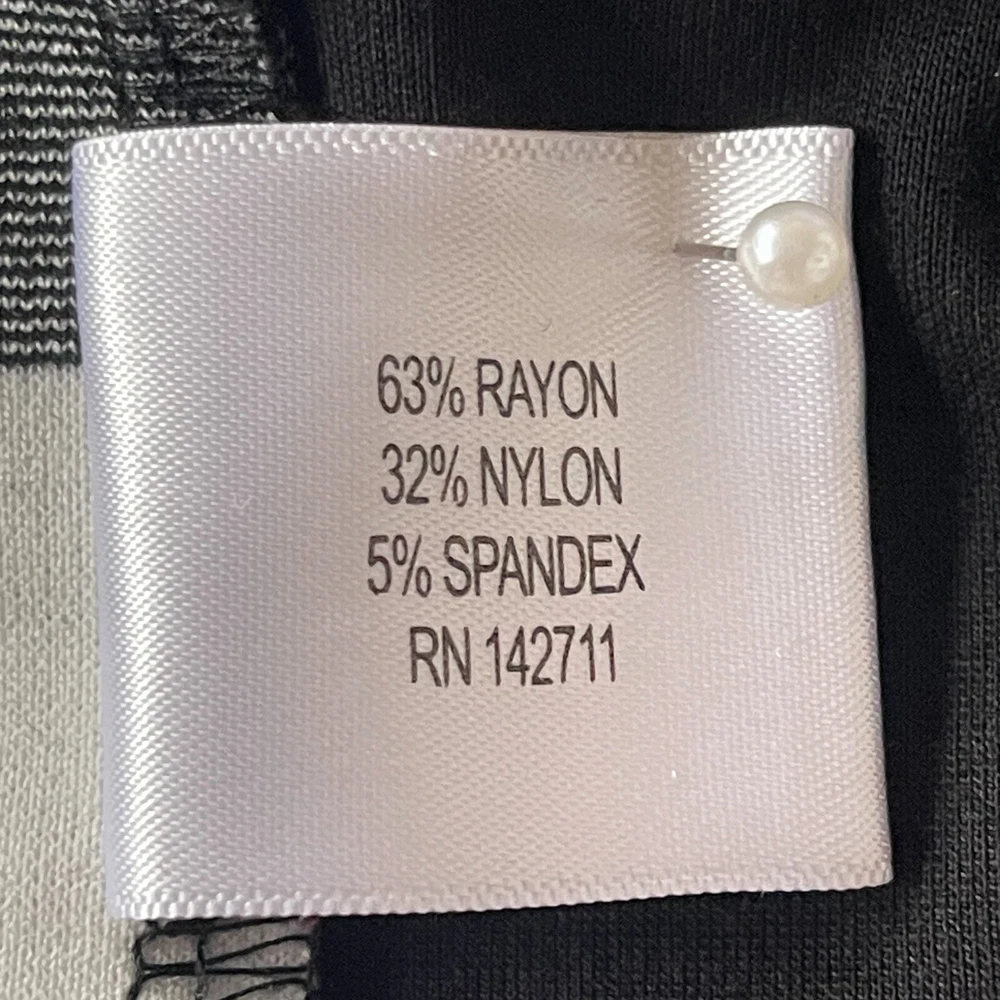 63% RAYON
32% NYLON
5% SPANDEX
RN 142711